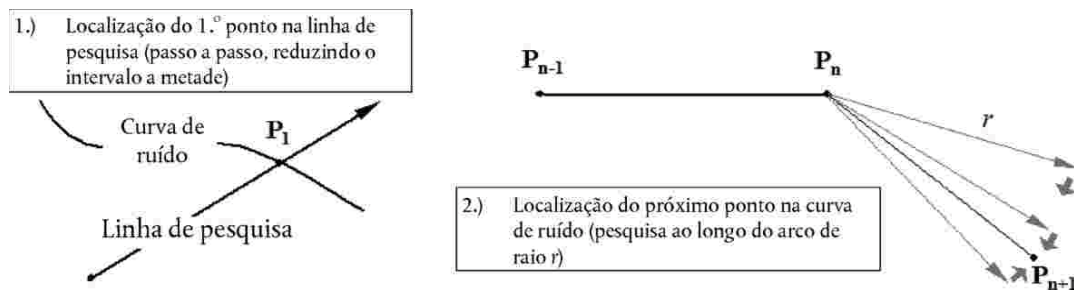 1.) Localização do 1.º ponto na linha de
pesquisa (passo a passo, reduzindo o
intervalo a metade)
Curva de
ruído
P1
Linha de pesquisa
Pn-1
Pn
r
2.) Localização do próximo ponto na curva
de ruído (pesquisa ao longo do arco de
raio r)
Pn+1